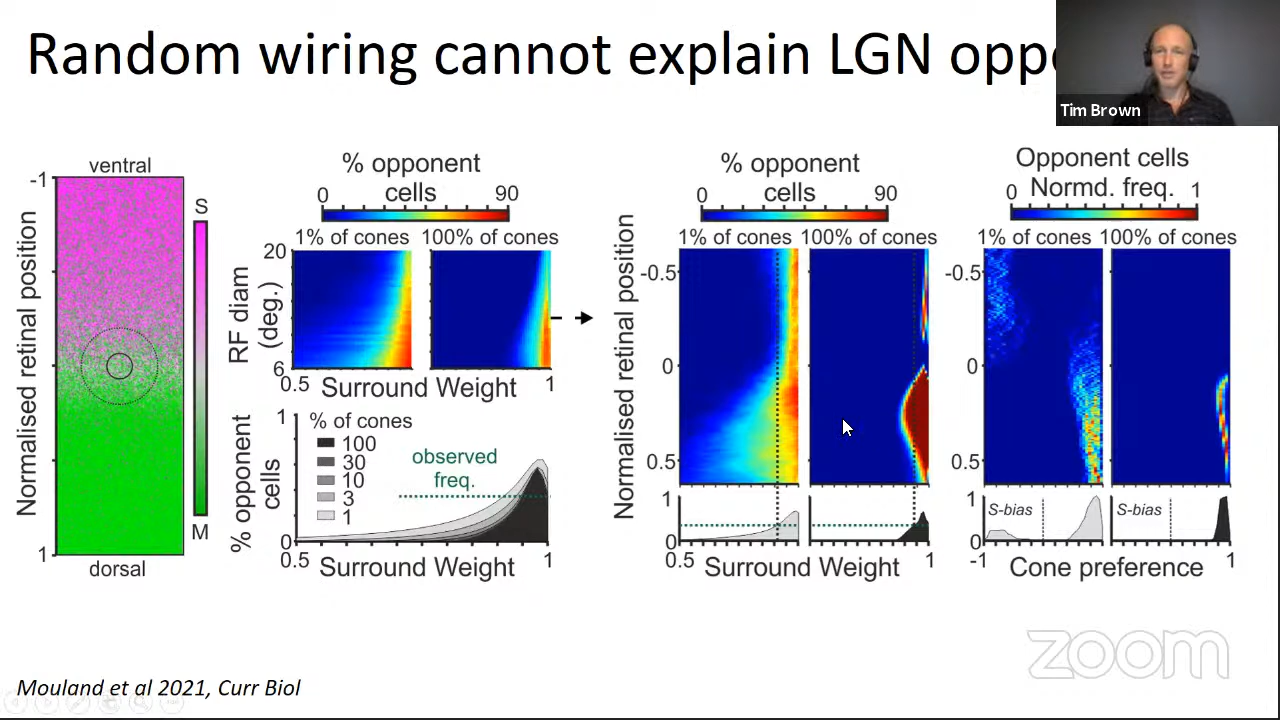 Random wiring cannot explain LGN oppo
Tim Brown
ventral
-1
Normalised retinal position
1
dorsal
S
M
% opponent
cells
0 90
1% of cones 100% of cones
20
RF diam
(deg.)
6
0.5 1
Surround Weight
% of cones
100
30
10
3
1
observed
freq.
1
% opponent
cells
0
0.5 1
Surround Weight
% opponent
cells
0 90
1% of cones 100% of cones
Normalised retinal position
-0.5
0
0.5
1
0
0.5 1
Surround Weight
Opponent cells
Normd. freq.
0 1
1% of cones 100% of cones
-0.5
0
0.5
1
0
S-bias S-bias
-1 1
Cone preference
zoom
Mouland et al 2021, Curr Biol